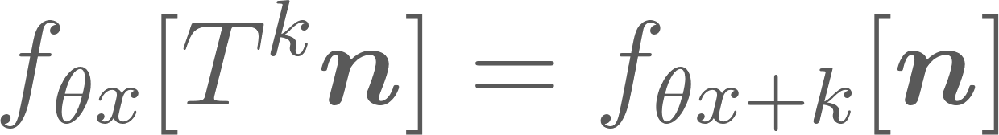 f_{θx}[T^k n] = f_{θx+k}[n]